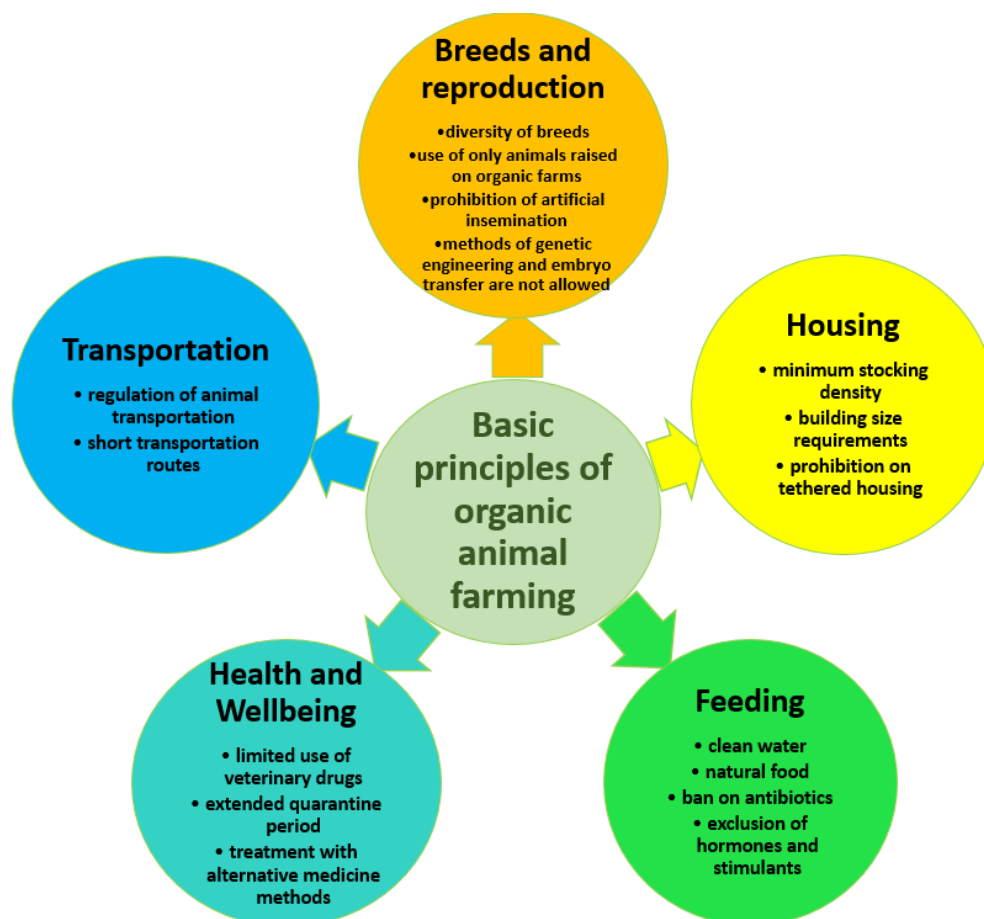 Breeds and
reproduction
•diversity of breeds
•use of only animals raised
on organic farms
•prohibition of artificial
insemination
•methods of genetic
engineering and embryo
transfer are not allowed
Transportation
• regulation of animal
transportation
• short transportation
routes
Housing
• minimum stocking
density
• building size
requirements
• prohibition on
tethered housing
Basic
principles of
organic
animal
farming
Health and
Wellbeing
• limited use of
veterinary drugs
• extended quarantine
period
• treatment with
alternative medicine
methods
Feeding
• clean water
• natural food
• ban on antibiotics
• exclusion of
hormones and
stimulants